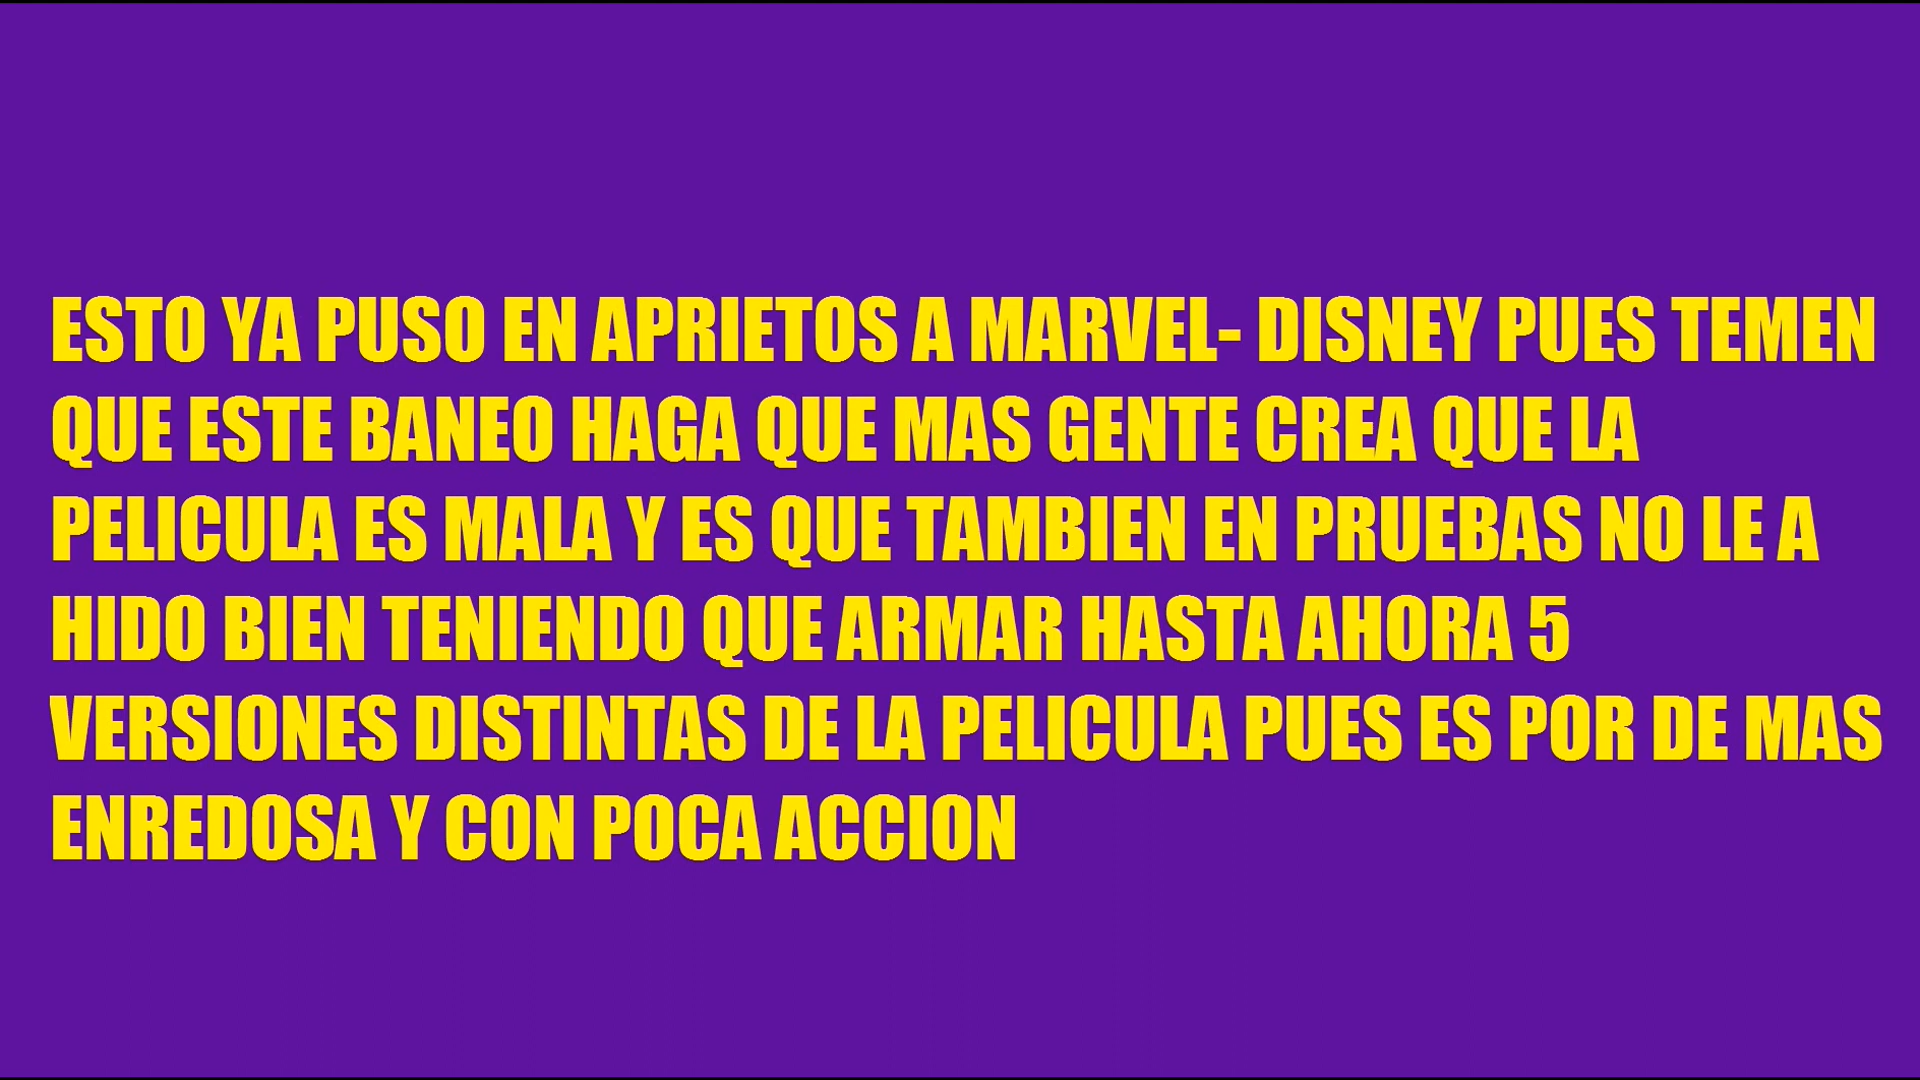 ESTO YA PUSO EN APRIETOS A MARVEL- DISNEY PUES TEMEN
QUE ESTE BANEO HAGA QUE MAS GENTE CREA QUE LA
PELICULA ES MALA Y ES QUE TAMBIEN EN PRUEBAS NO LE A
HIDO BIEN TENIENDO QUE ARMAR HASTA AHORA 5
VERSIONES DISTINTAS DE LA PELICULA PUES ES POR DE MAS
ENREDOSA Y CON POCA ACCION